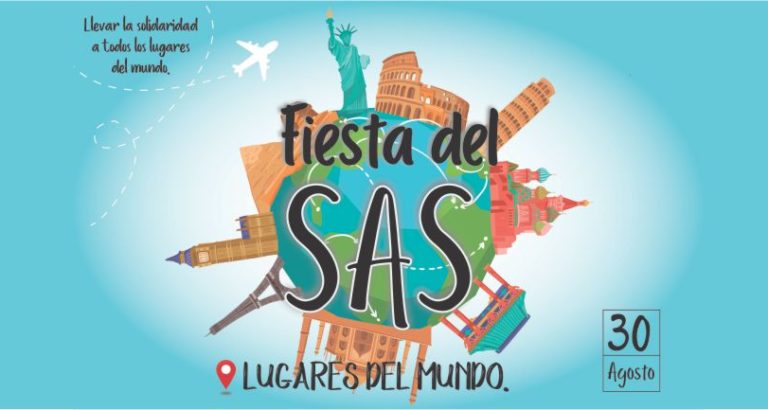 Llevar la solidaridad
a todos los lugares
del mundo.
Fiesta del
SAS
LUGARES DEL MUNDO.
30
Agosto